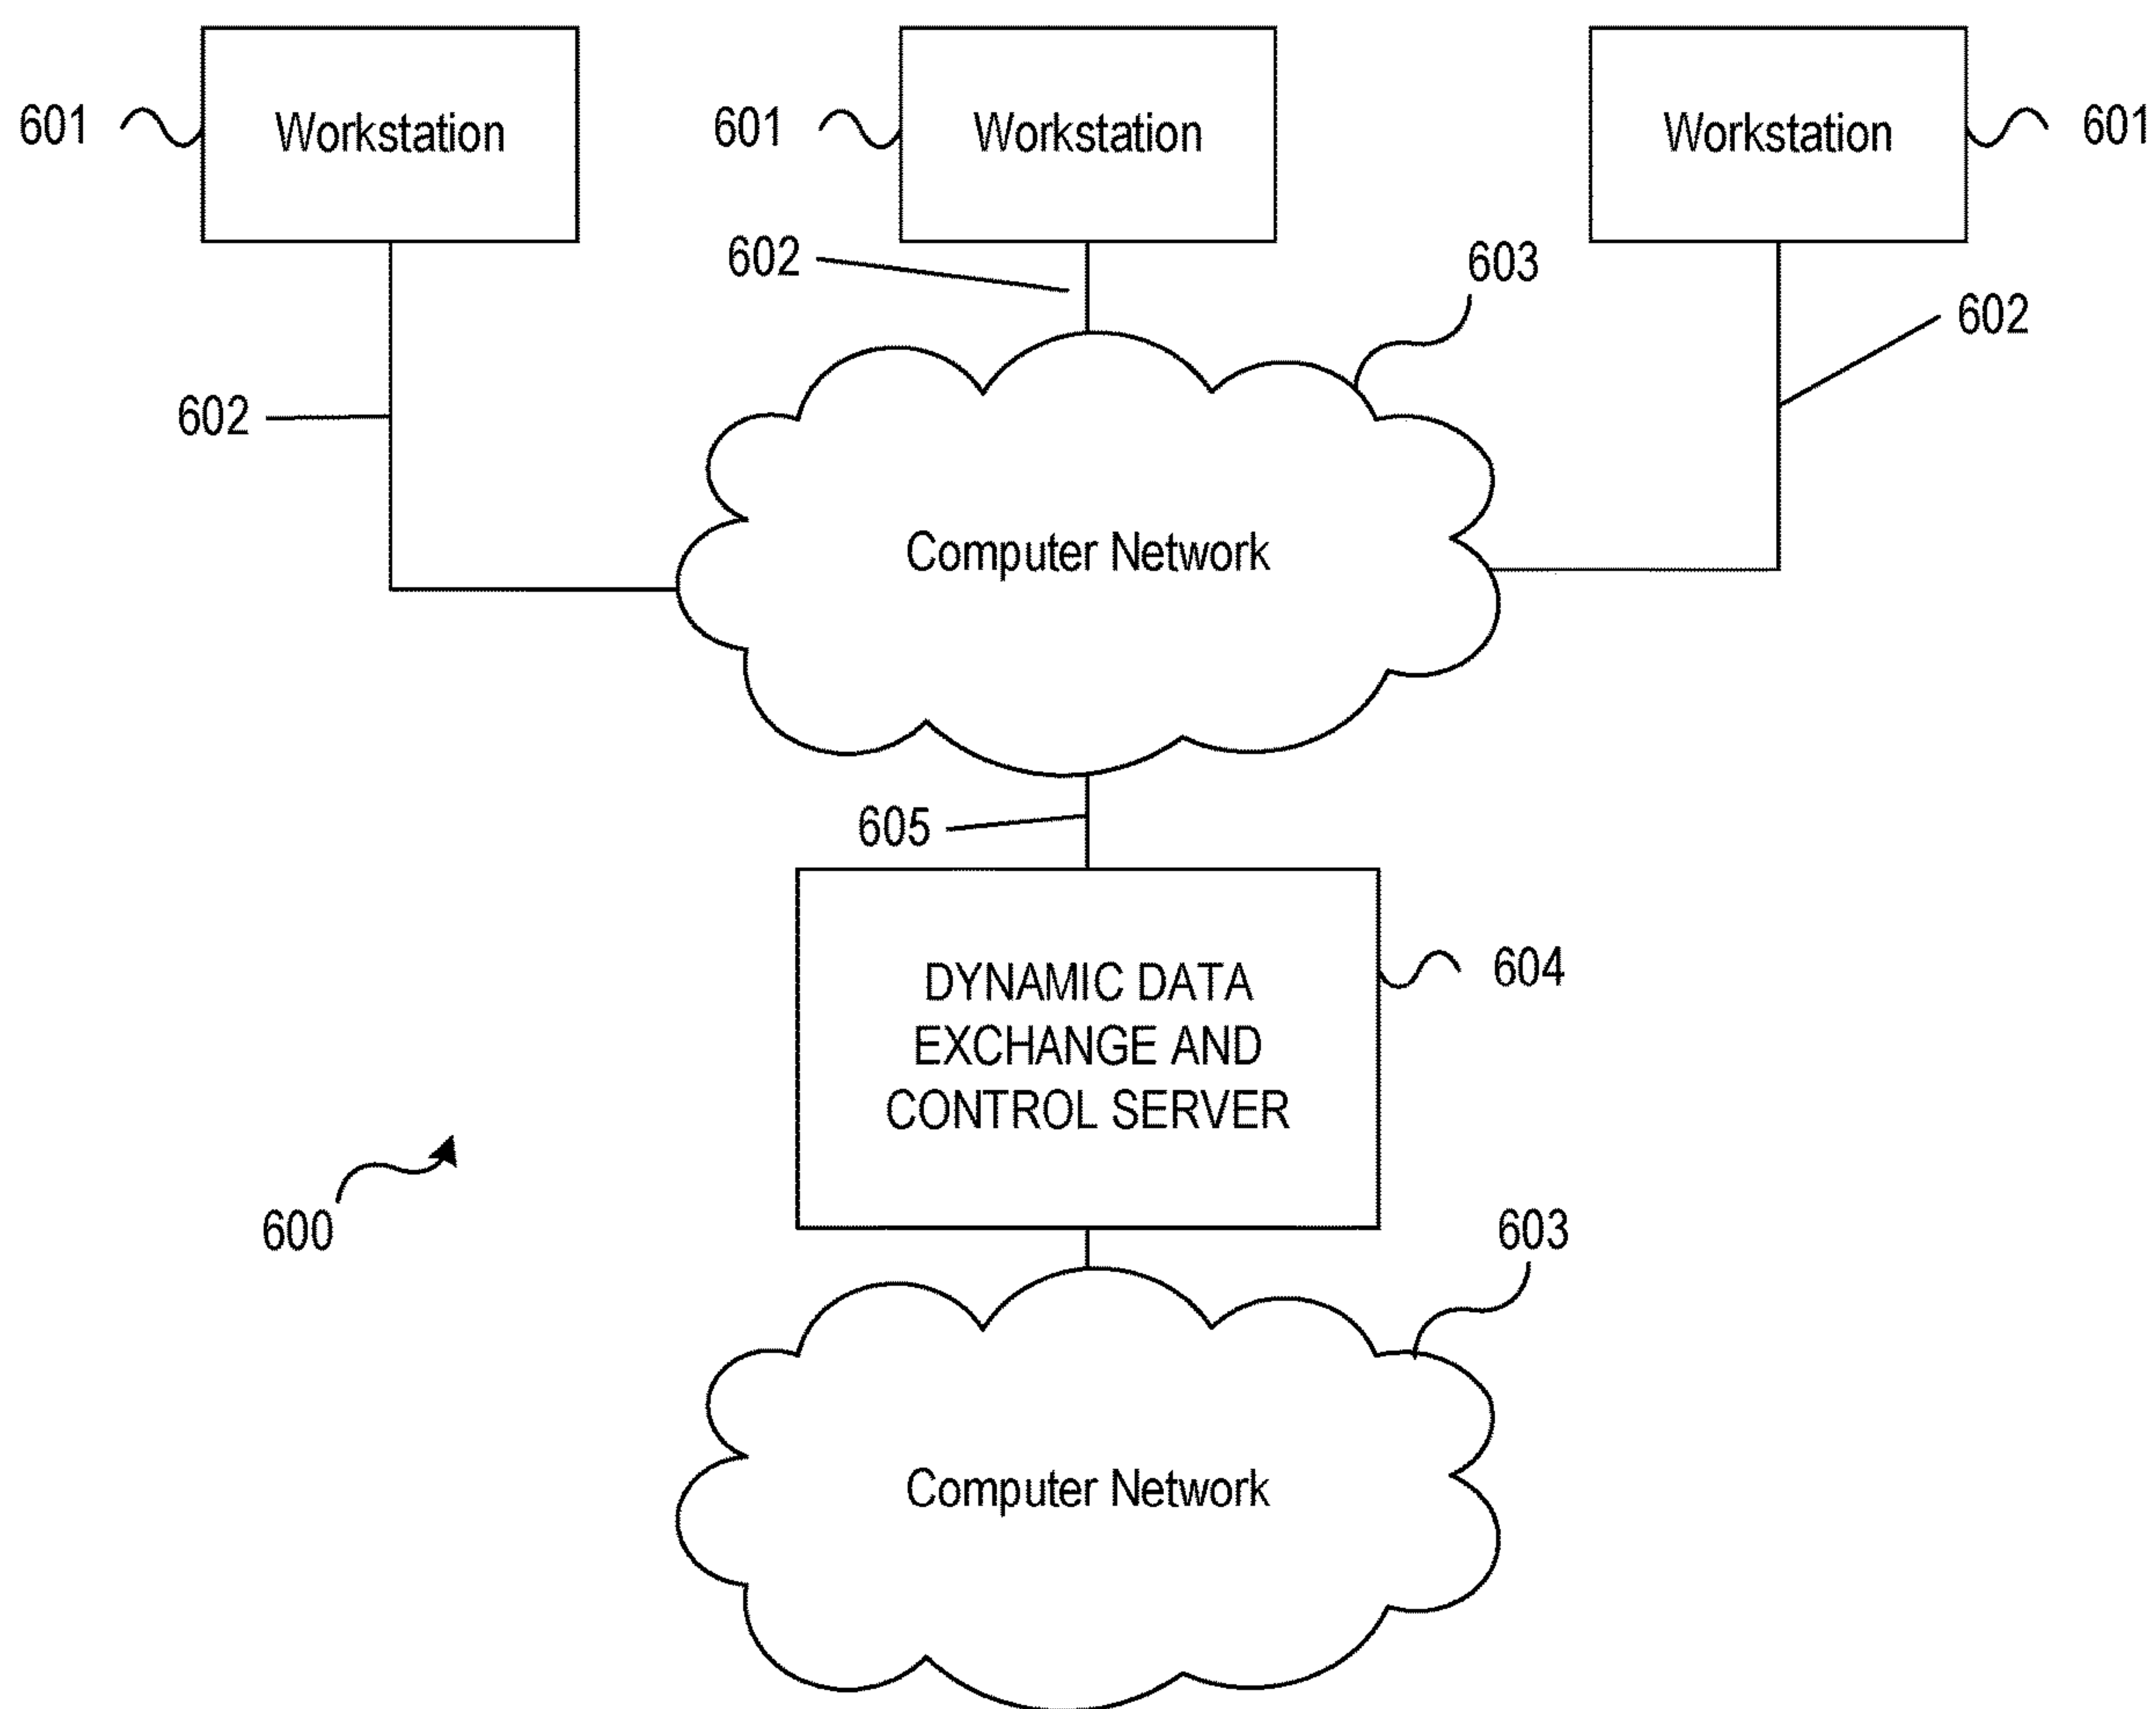 601
Workstation
601
Workstation
Workstation
601
602
603
602
602
Computer Network
605
DYNAMIC DATA
EXCHANGE AND
CONTROL SERVER
604
600
603
Computer Network